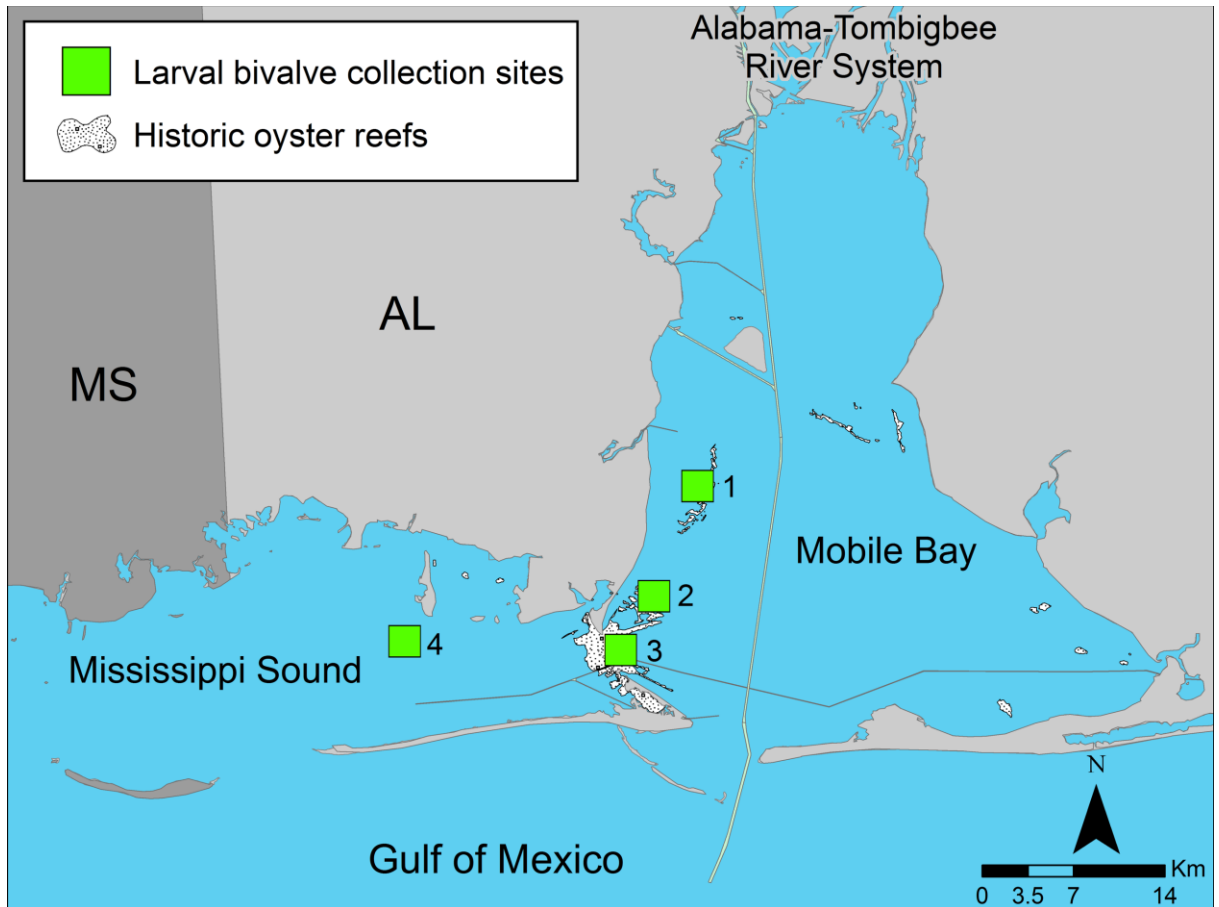 Larval bivalve collection sites
Historic oyster reefs
Alabama-Tombigbee
River System
AL
MS
1
Mobile Bay
2
3
4
Mississippi Sound
Gulf of Mexico
N
Km
0 3.5 7 14